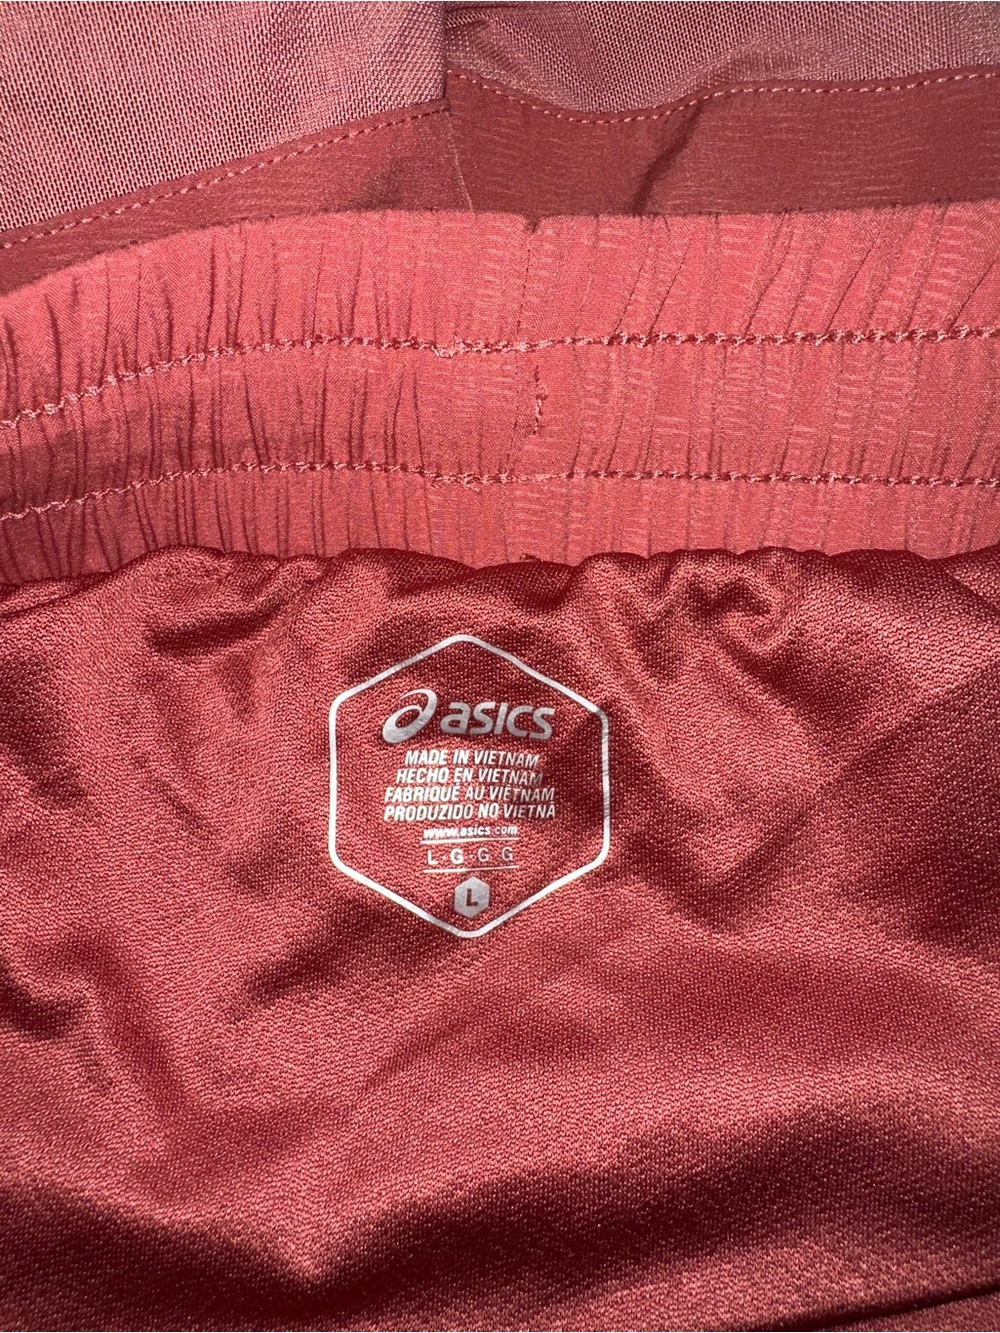 asics
MADE IN VIETNAM
HECHO EN VIETNAM
FABRIQUÉ AU VIETNAM
PRODUZIDO NO VIETNÃ
www.asics.com
L G G G
L